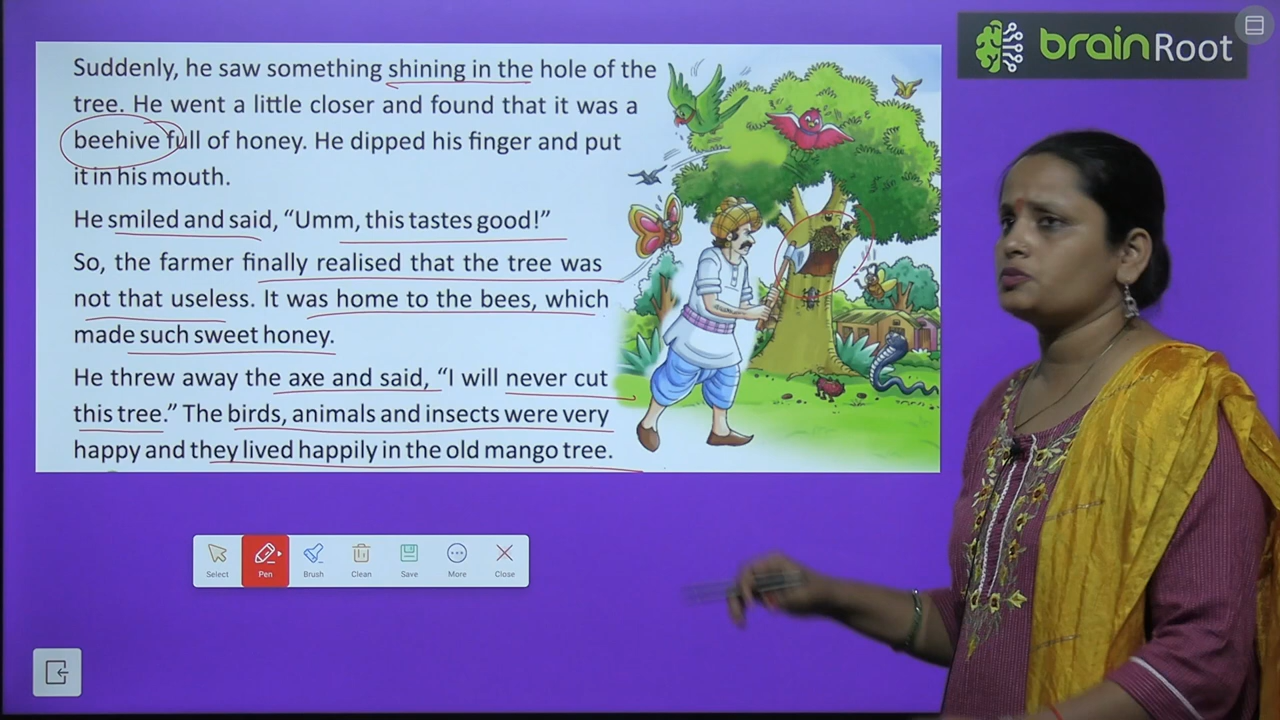 Suddenly, he saw something shining in the hole of the
tree. He went a little closer and found that it was a
beehive full of honey. He dipped his finger and put
it in his mouth.
He smiled and said, “Umm, this tastes good!”
So, the farmer finally realised that the tree was
not that useless. It was home to the bees, which
made such sweet honey.
He threw away the axe and said, “I will never cut
this tree.” The birds, animals and insects were very
happy and they lived happily in the old mango tree.
brainRoot
Select Pen Brush Clean Save More Close